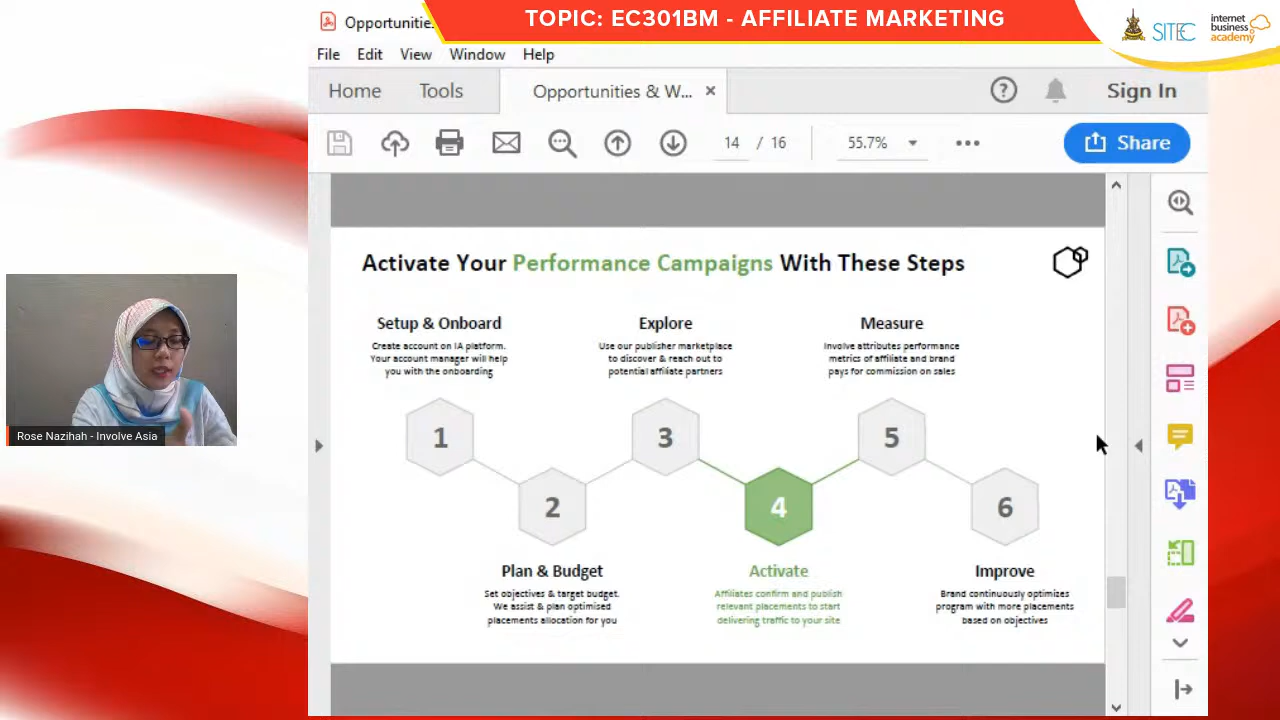 TOPIC: EC301BM - AFFILIATE MARKETING
SITEC
internet
business
academy
Opportunities
File Edit View Window Help
Home Tools Opportunities & W... ×
Sign In
14 / 16 55.7%
Share
Activate Your Performance Campaigns With These Steps
Setup & Onboard
Create account on IA platform.
Your account manager will help
you with the onboarding
Explore
Use our publisher marketplace
to discover & reach out to
potential affiliate partners
Measure
Involve attributes performance
metrics of affiliate and brand
pays for commission on sales
1
2
3
4
5
6
Plan & Budget
Set objectives & target budget.
We assist & plan optimised
placements allocation for you
Activate
Affiliates confirm and publish
relevant placements to start
delivering traffic to your site
Improve
Brand continuously optimizes
program with more placements
based on objectives
Rose Nazihah - Involve Asia